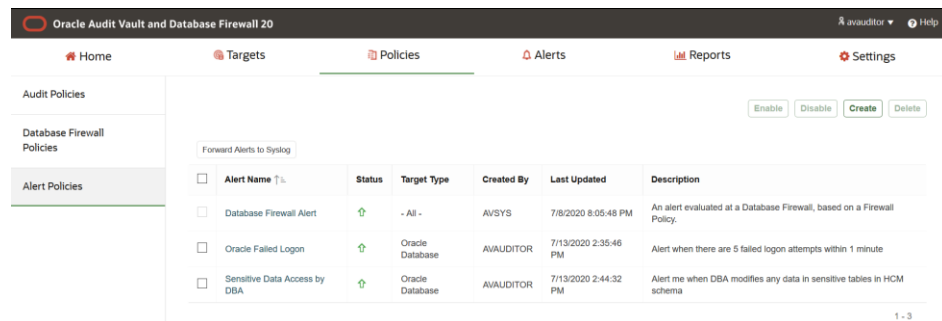 Oracle Audit Vault and Database Firewall 20
avauditor
Help
Home
Targets
Policies
Alerts
Reports
Settings
Audit Policies
Database Firewall
Policies
Alert Policies
Enable
Disable
Create
Delete
Forward Alerts to Syslog
Alert Name Status Target Type Created By Last Updated Description
Database Firewall Alert - All - AVSYS 7/8/2020 8:05:48 PM An alert evaluated at a Database Firewall, based on a Firewall
Policy.
Oracle Failed Logon Oracle
Database AVAUDITOR 7/13/2020 2:35:46
PM Alert when there are 5 failed logon attempts within 1 minute
Sensitive Data Access by
DBA Oracle
Database AVAUDITOR 7/13/2020 2:44:32
PM Alert me when DBA modifies any data in sensitive tables in HCM
schema
1 - 3